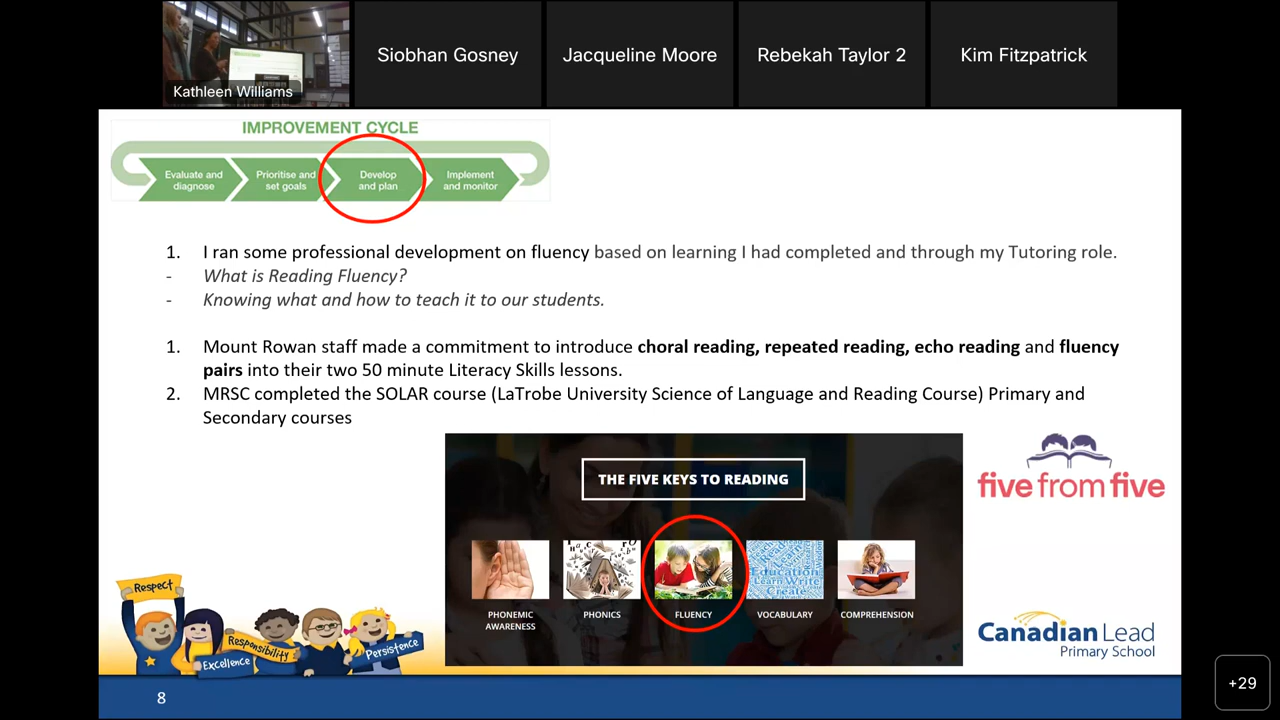 Kathleen Williams
Siobhan Gosney
Jacqueline Moore
Rebekah Taylor 2
Kim Fitzpatrick
IMPROVEMENT CYCLE
Evaluate and
diagnose
Prioritise and
set goals
Develop
and plan
Implement
and monitor
1. I ran some professional development on fluency based on learning I had completed and through my Tutoring role.
- What is Reading Fluency?
- Knowing what and how to teach it to our students.
1. Mount Rowan staff made a commitment to introduce choral reading, repeated reading, echo reading and fluency
pairs into their two 50 minute Literacy Skills lessons.
2. MRSC completed the SOLAR course (LaTrobe University Science of Language and Reading Course) Primary and
Secondary courses
THE FIVE KEYS TO READING
PHONEMIC
AWARENESS
PHONICS
FLUENCY
Education
Learn Write
Create
VOCABULARY
COMPREHENSION
five from five
Respect
Excellence
Responsibility
Persistence
Canadian Lead
Primary School
8
+29